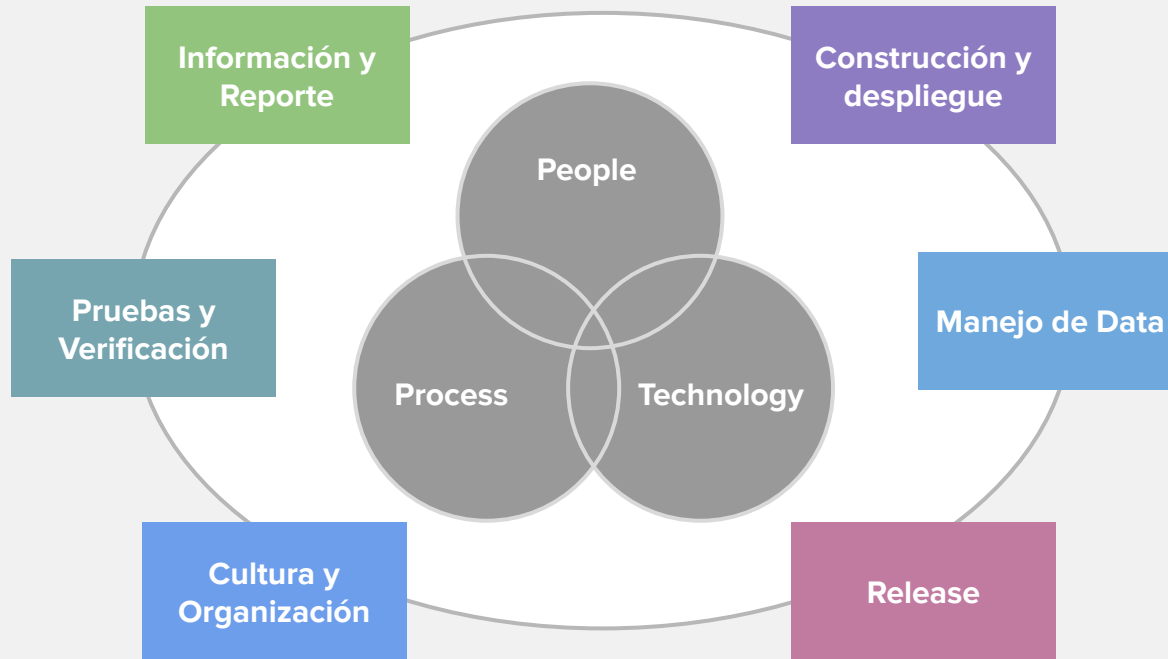 Información y
Reporte
Construcción y
despliegue
People
Pruebas y
Verificación
Manejo de Data
Process
Technology
Cultura y
Organización
Release